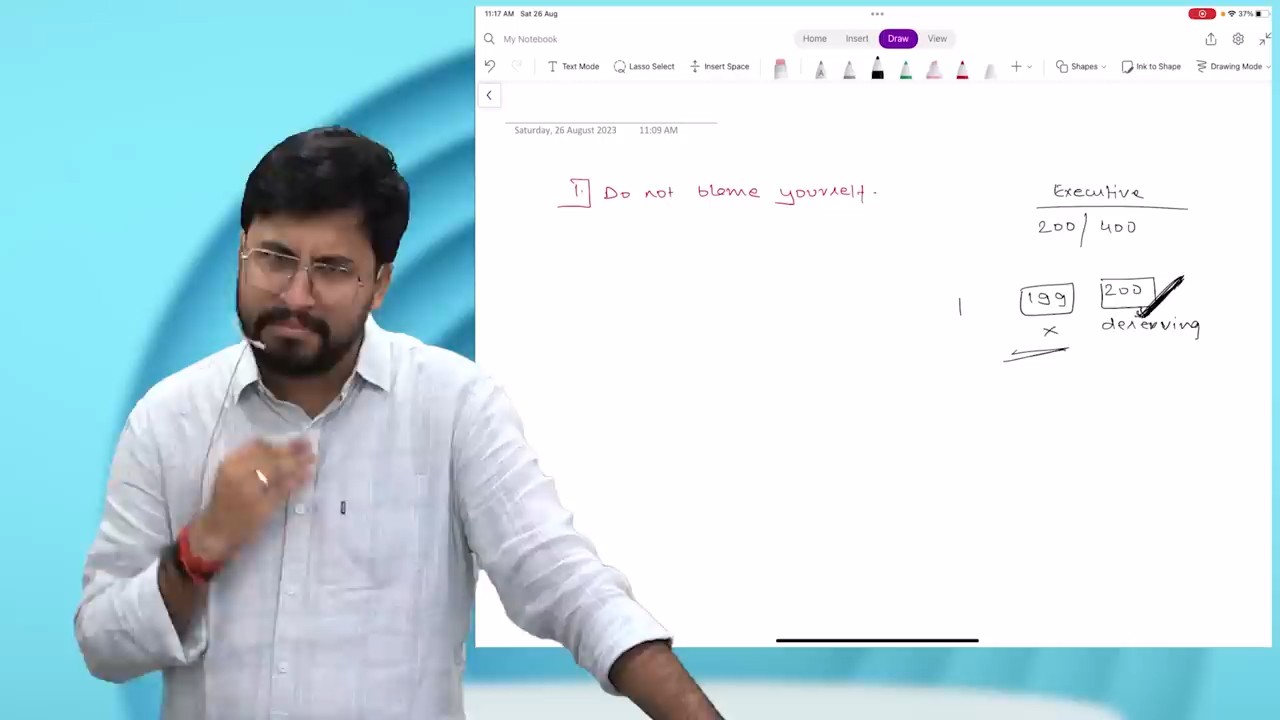 11:17 AM Sat 26 Aug
37%
My Notebook
Home Insert Draw View
Text Mode Lasso Select Insert Space Shapes Ink to Shape Drawing Mode
Saturday, 26 August 2023 11:09 AM
1. Do not blame yourself.
Executive
200/400
1 199 200
x deserving